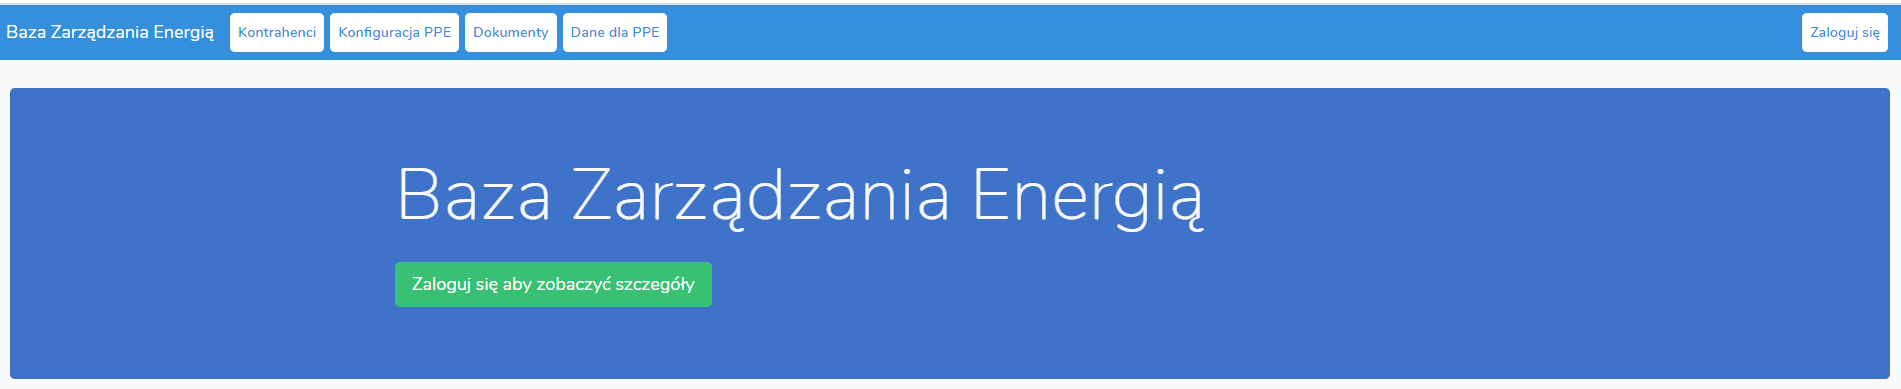 Baza Zarządzania Energią Kontrahenci Konfiguracja PPE Dokumenty Dane dla PPE Zaloguj się
Baza Zarządzania Energią
Zaloguj się aby zobaczyć szczegóły